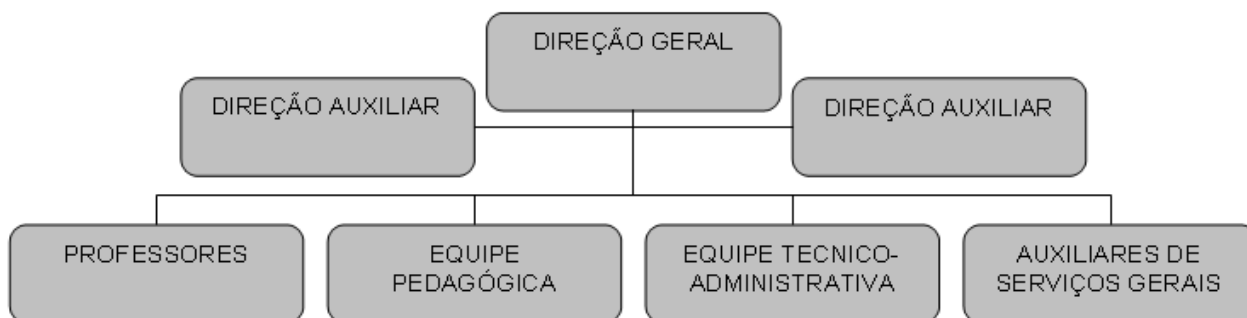 DIREÇÃO GERAL
DIREÇÃO AUXILIAR
DIREÇÃO AUXILIAR
PROFESSORES
EQUIPE
PEDAGÓGICA
EQUIPE TECNICO-
ADMINISTRATIVA
AUXILIARES DE
SERVIÇOS GERAIS